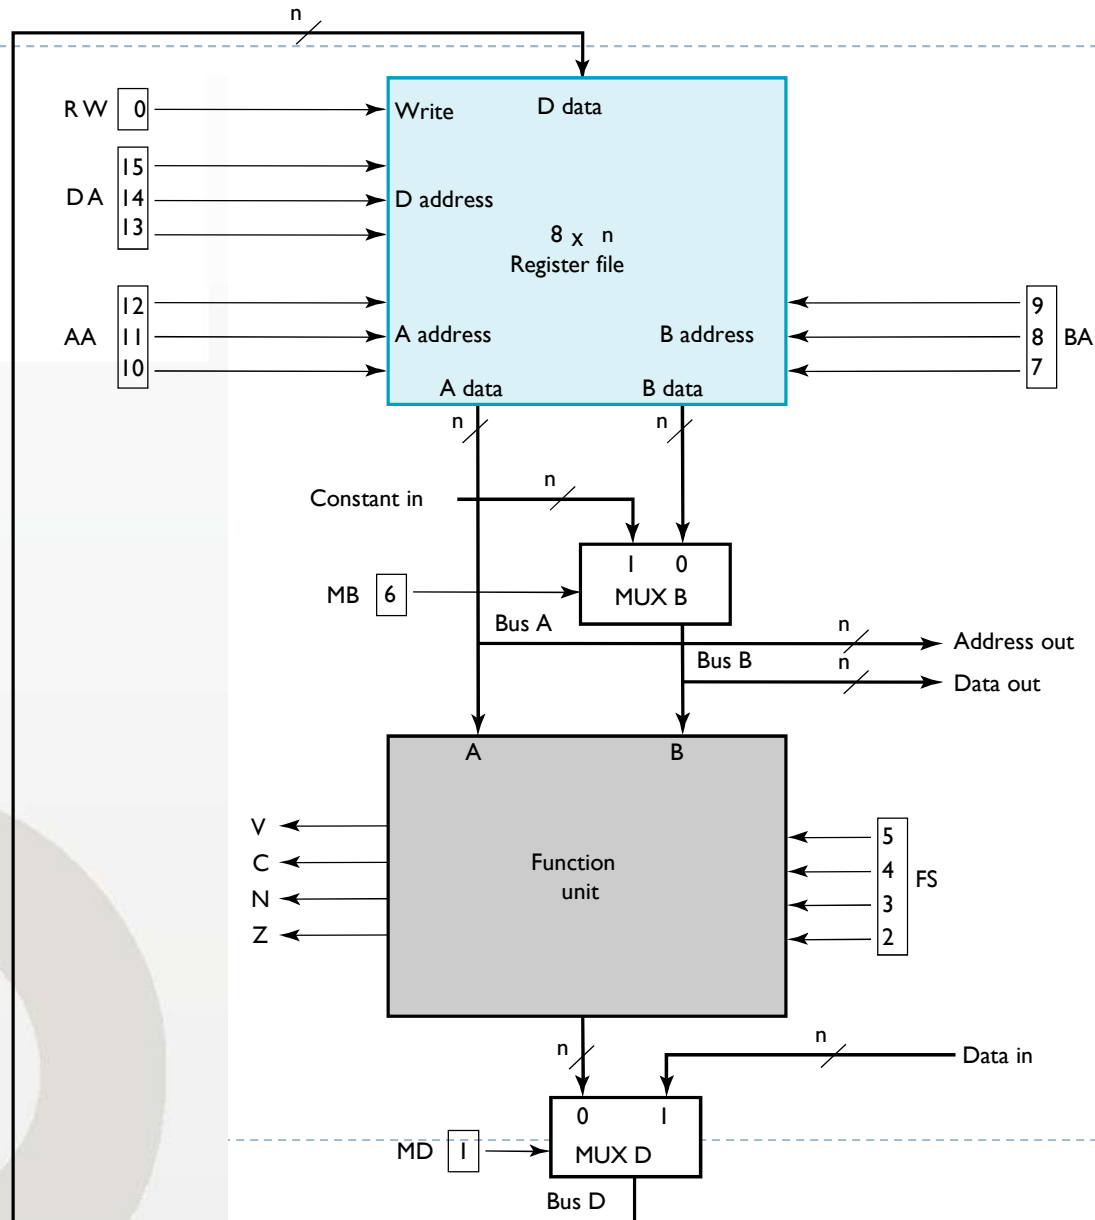 n
R W 0
Write
D data
15
D A 14
13
D address
8 x n
Register file
12
AA 11
10
A address
B address
9
8 BA
7
A data
B data
n
n
Constant in
n
1 0
MUX B
MB 6
Bus A
n
Address out
Bus B
n
Data out
A
B
V
C
N
Z
Function
unit
5
4
3
2
FS
n
n
Data in
0 1
MUX D
MD 1
Bus D